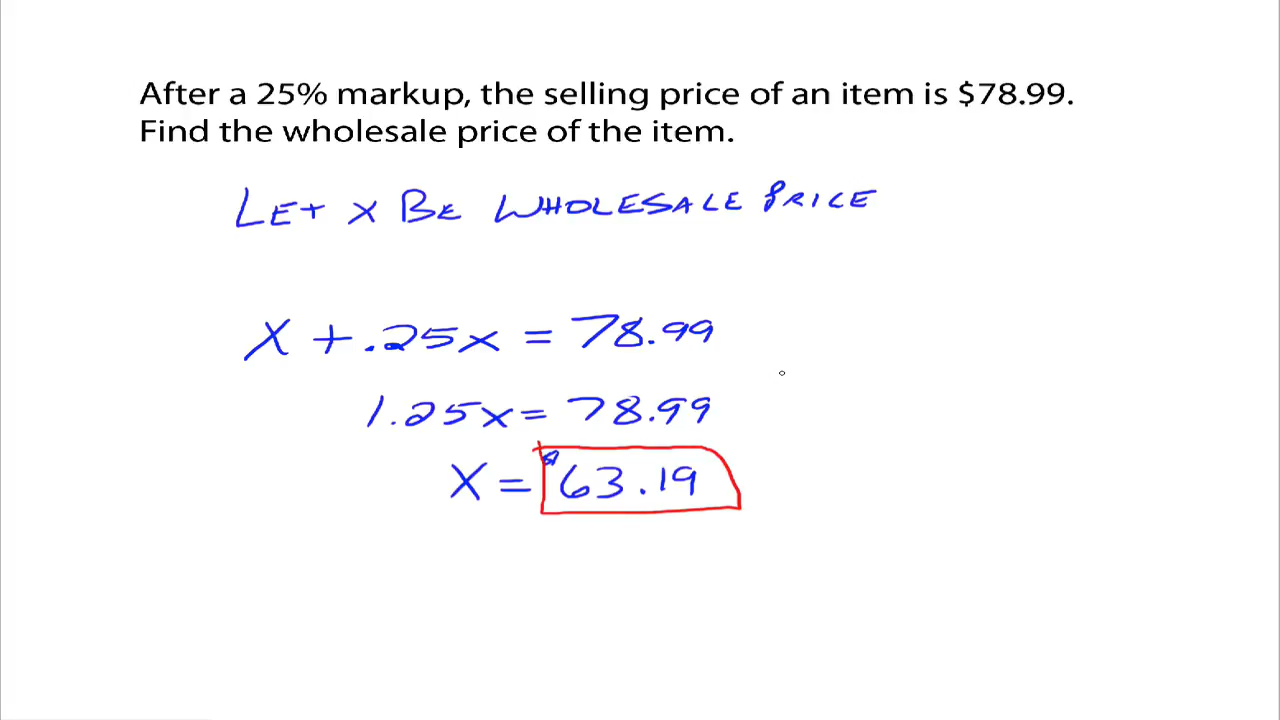 After a 25% markup, the selling price of an item is $78.99.
Find the wholesale price of the item.
LET X BE WHOLESALE PRICE
X + .25x = 78.99
1.25x = 78.99
X = $63.19